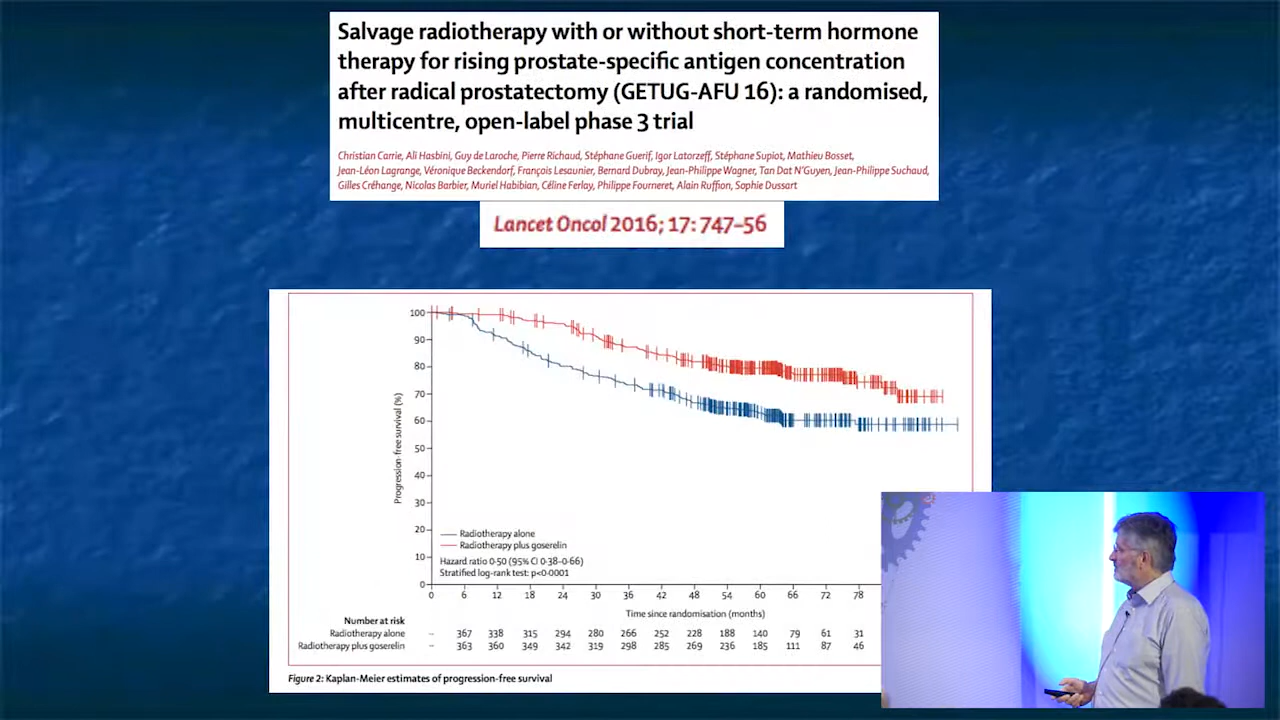 Salvage radiotherapy with or without short-term hormone
therapy for rising prostate-specific antigen concentration
after radical prostatectomy (GETUG-AFU 16): a randomised,
multicentre, open-label phase 3 trial
Christian Carrie, Ali Hasbini, Guy de Laroche, Pierre Richaud, Stéphane Guerif, Igor Latorzeff, Stéphane Supiot, Mathieu Bosset,
Jean-Léon Lagrange, Véronique Beckendorf, François Lesaunier, Bernard Dubray, Jean-Philippe Wagner, Tan Dat N'Guyen, Jean-Philippe Suchaud,
Gilles Créhange, Nicolas Barbier, Muriel Habibian, Céline Ferlay, Philippe Fourneret, Alain Ruffion, Sophie Dussart
Lancet Oncol 2016; 17: 747–56
100
90
80
70
60
50
40
30
20
10
0
Progression-free survival (%)
Radiotherapy alone
Radiotherapy plus goserelin
Hazard ratio 0·50 (95% CI 0·38–0·66)
Stratified log-rank test: p<0·0001
0 6 12 18 24 30 36 42 48 54 60 66 72 78
Time since randomisation (months)
Number at risk
Radiotherapy alone -- 367 338 315 294 280 266 252 228 188 140 79 61 31
Radiotherapy plus goserelin -- 363 360 349 342 319 298 285 269 236 185 111 87 46
Figure 2: Kaplan-Meier estimates of progression-free survival